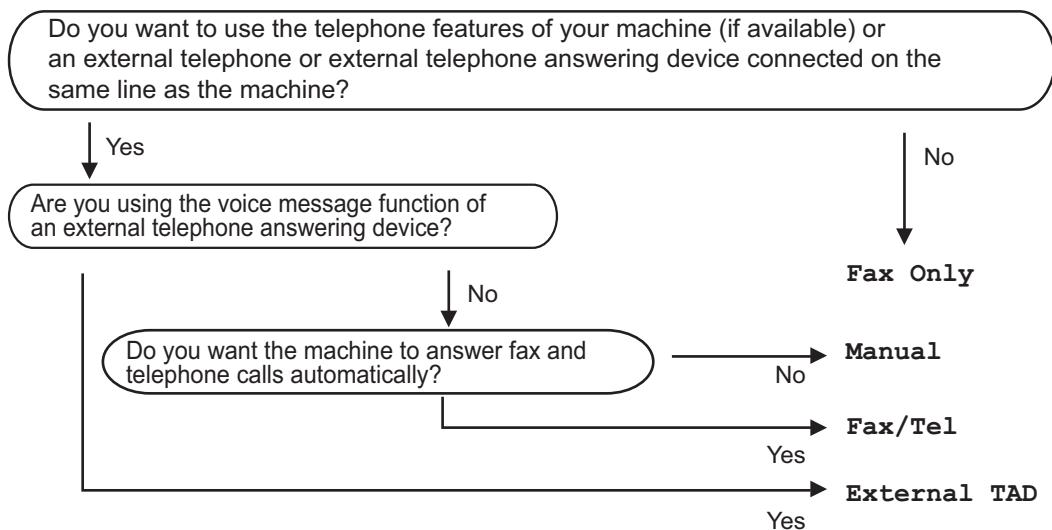 Do you want to use the telephone features of your machine (if available) or
an external telephone or external telephone answering device connected on the
same line as the machine?
Yes
No
Are you using the voice message function of
an external telephone answering device?
Fax Only
No
Do you want the machine to answer fax and
telephone calls automatically?
Manual
No
Fax/Tel
Yes
External TAD
Yes